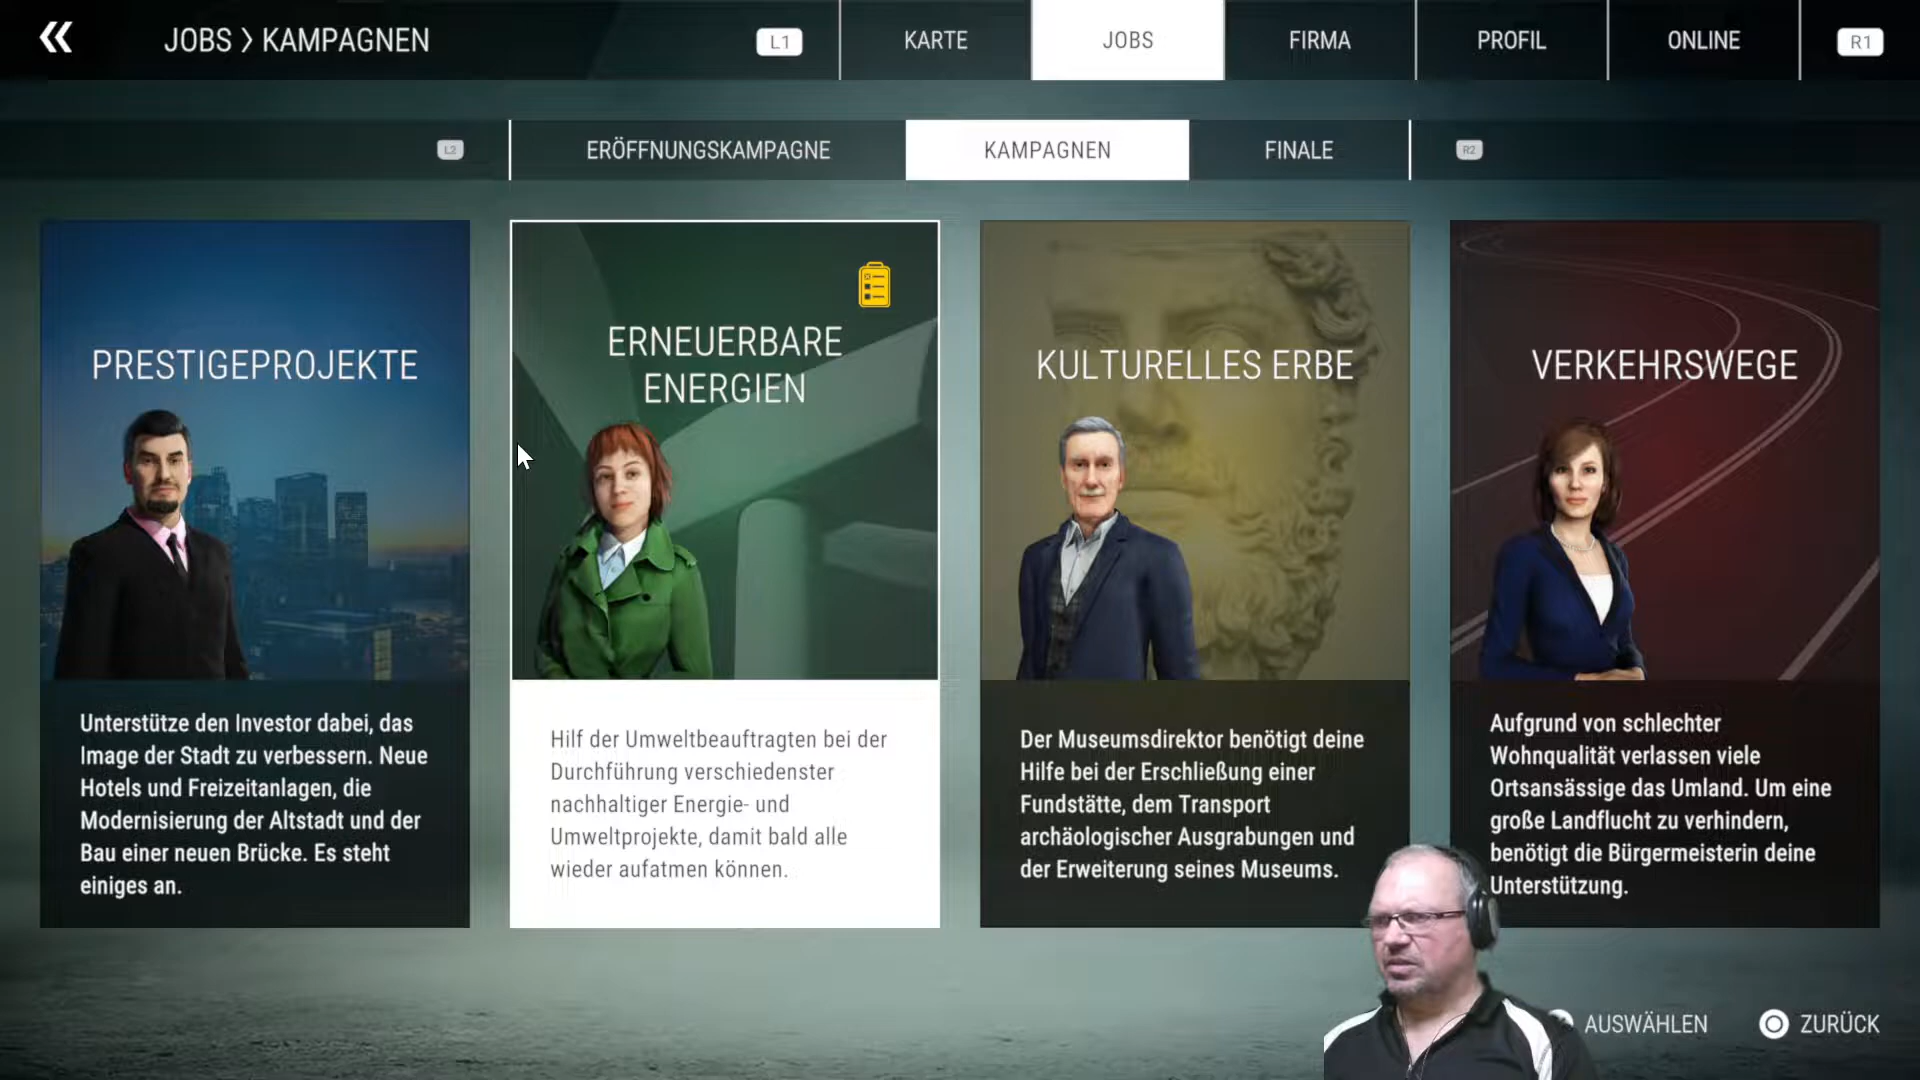 JOBS > KAMPAGNEN
L1
KARTE
JOBS
FIRMA
PROFIL
ONLINE
R1
L2
ERÖFFNUNGSKAMPAGNE
KAMPAGNEN
FINALE
R2
PRESTIGEPROJEKTE
Unterstütze den Investor dabei, das
Image der Stadt zu verbessern. Neue
Hotels und Freizeitanlagen, die
Modernisierung der Altstadt und der
Bau einer neuen Brücke. Es steht
einiges an.
ERNEUERBARE
ENERGIEN
Hilf der Umweltbeauftragten bei der
Durchführung verschiedenster
nachhaltiger Energie- und
Umweltprojekte, damit bald alle
wieder aufatmen können.
KULTURELLES ERBE
Der Museumsdirektor benötigt deine
Hilfe bei der Erschließung einer
Fundstätte, dem Transport
archäologischer Ausgrabungen und
der Erweiterung seines Museums.
VERKEHRSWEGE
Aufgrund von schlechter
Wohnqualität verlassen viele
Ortsansässige das Umland. Um eine
große Landflucht zu verhindern,
benötigt die Bürgermeisterin deine
Unterstützung.
AUSWÄHLEN
ZURÜCK